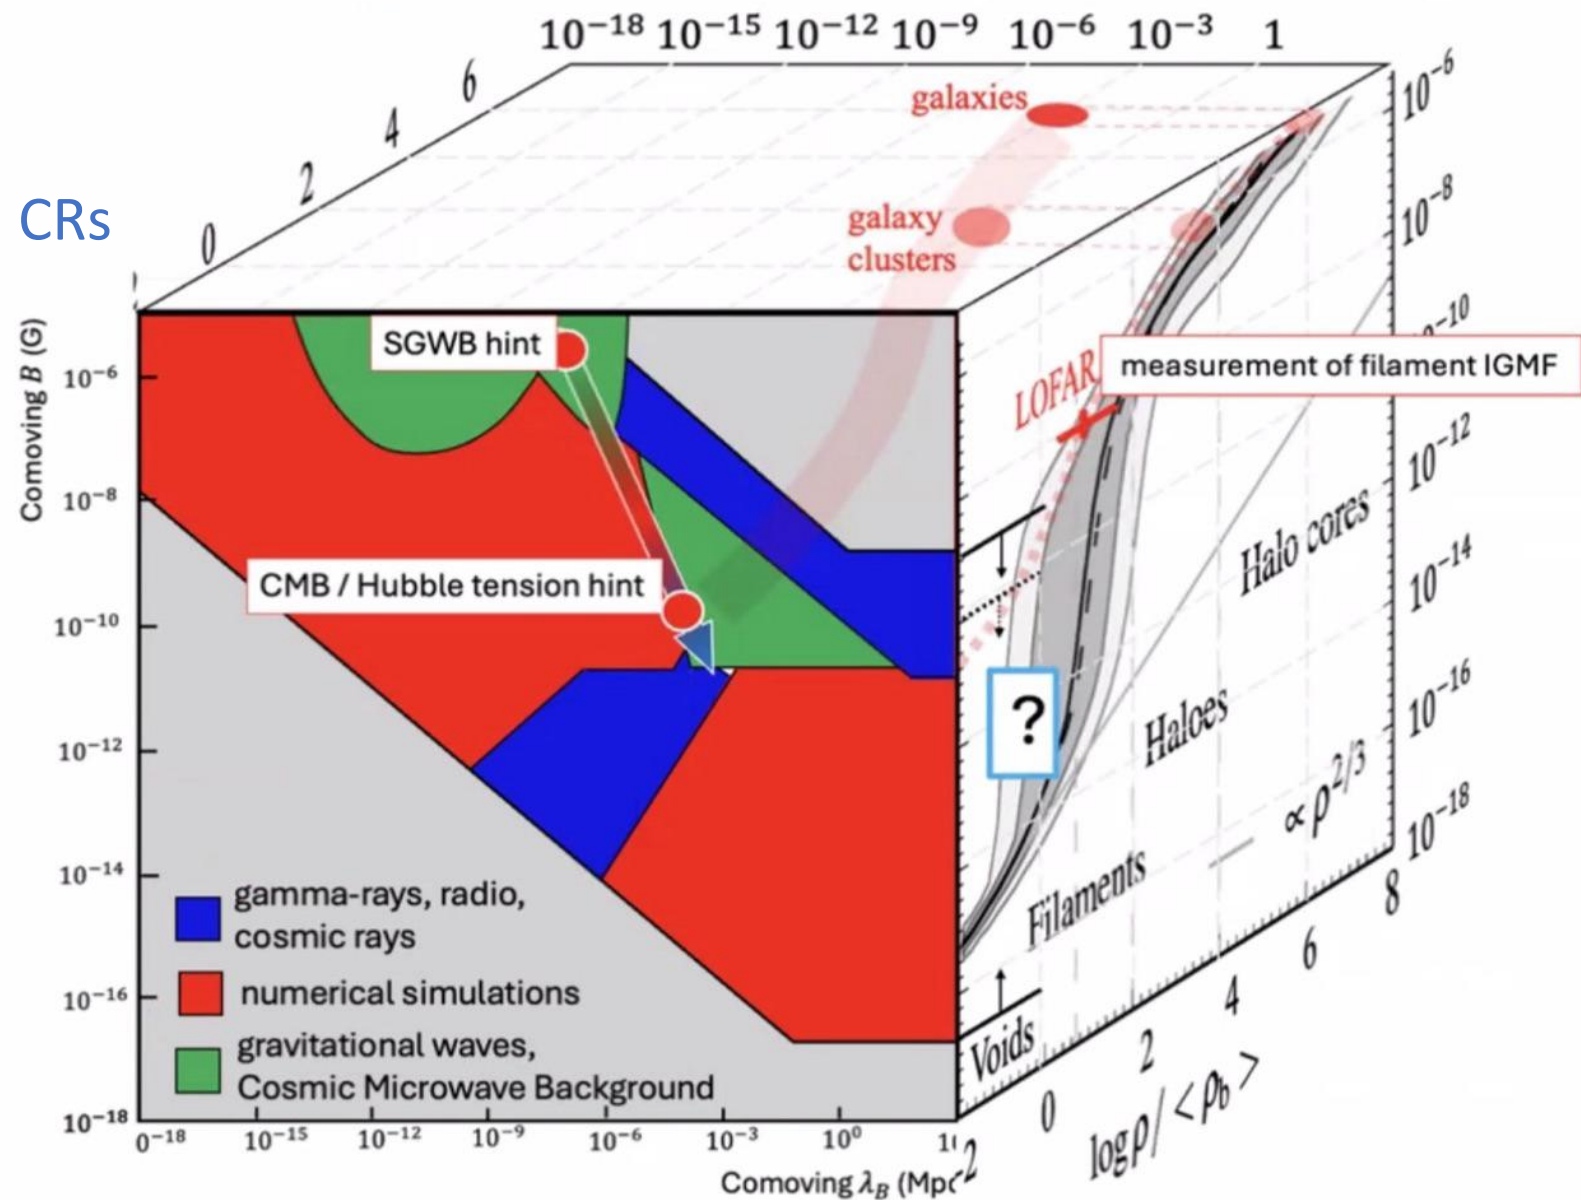 10⁻¹⁸ 10⁻¹⁵ 10⁻¹² 10⁻⁹ 10⁻⁶ 10⁻³ 1
6
4
2
0
CRs
galaxies
galaxy
clusters
10⁻⁶
10⁻⁸
-10
10⁻¹²
10⁻¹⁴
10⁻¹⁶
10⁻¹⁸
SGWB hint
measurement of filament IGMF
LOFAR
CMB / Hubble tension hint
Comoving B (G)
10⁻⁶
10⁻⁸
10⁻¹⁰
10⁻¹²
10⁻¹⁴
10⁻¹⁶
10⁻¹⁸
Halo cores
?
Haloes
∝ ρ^2/3
Filaments
Voids
gamma-rays, radio,
cosmic rays
numerical simulations
gravitational waves,
Cosmic Microwave Background
0⁻¹⁸ 10⁻¹⁵ 10⁻¹² 10⁻⁹ 10⁻⁶ 10⁻³ 10⁰
Comoving λ_B (Mpc
-2
0
2
4
6
8
log ρ / <ρ_b>